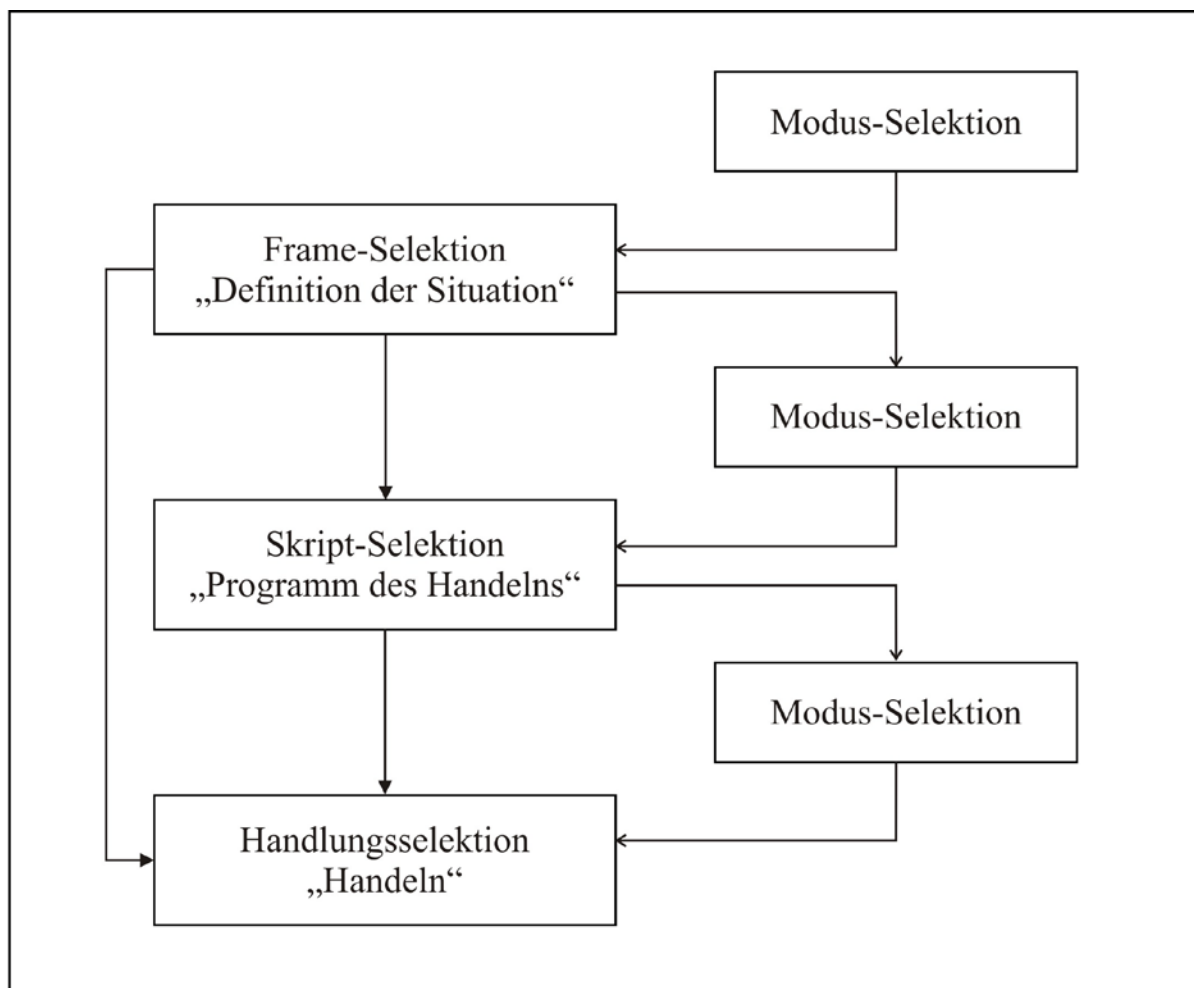 Modus-Selektion
Frame-Selektion
„Definition der Situation“
Modus-Selektion
Skript-Selektion
„Programm des Handelns“
Modus-Selektion
Handlungsselektion
„Handeln“